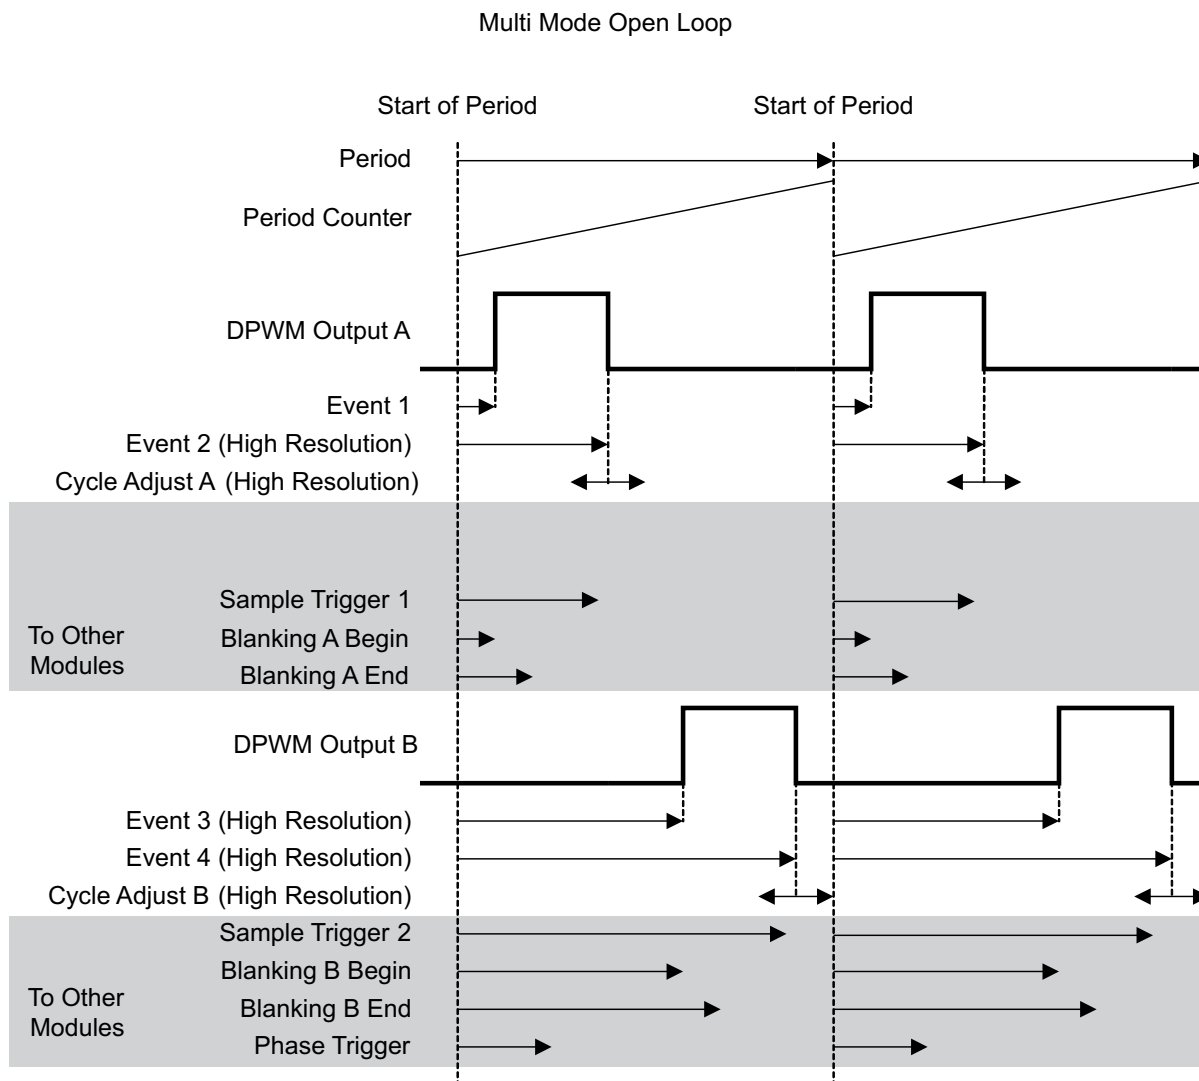 Multi Mode Open Loop
Start of Period
Start of Period
Period
Period Counter
DPWM Output A
Event 1
Event 2 (High Resolution)
Cycle Adjust A (High Resolution)
To Other
Modules
Sample Trigger 1
Blanking A Begin
Blanking A End
DPWM Output B
Event 3 (High Resolution)
Event 4 (High Resolution)
Cycle Adjust B (High Resolution)
To Other
Modules
Sample Trigger 2
Blanking B Begin
Blanking B End
Phase Trigger